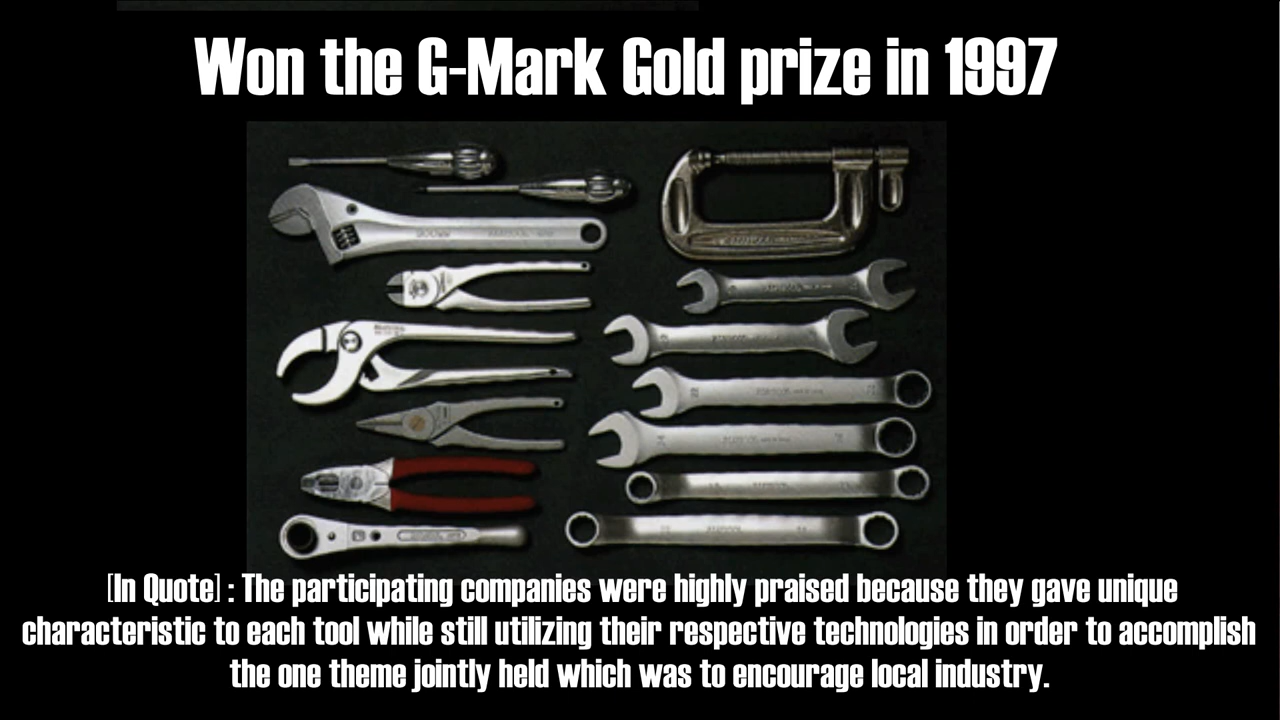 Won the G-Mark Gold prize in 1997
[In Quote] : The participating companies were highly praised because they gave unique
characteristic to each tool while still utilizing their respective technologies in order to accomplish
the one theme jointly held which was to encourage local industry.